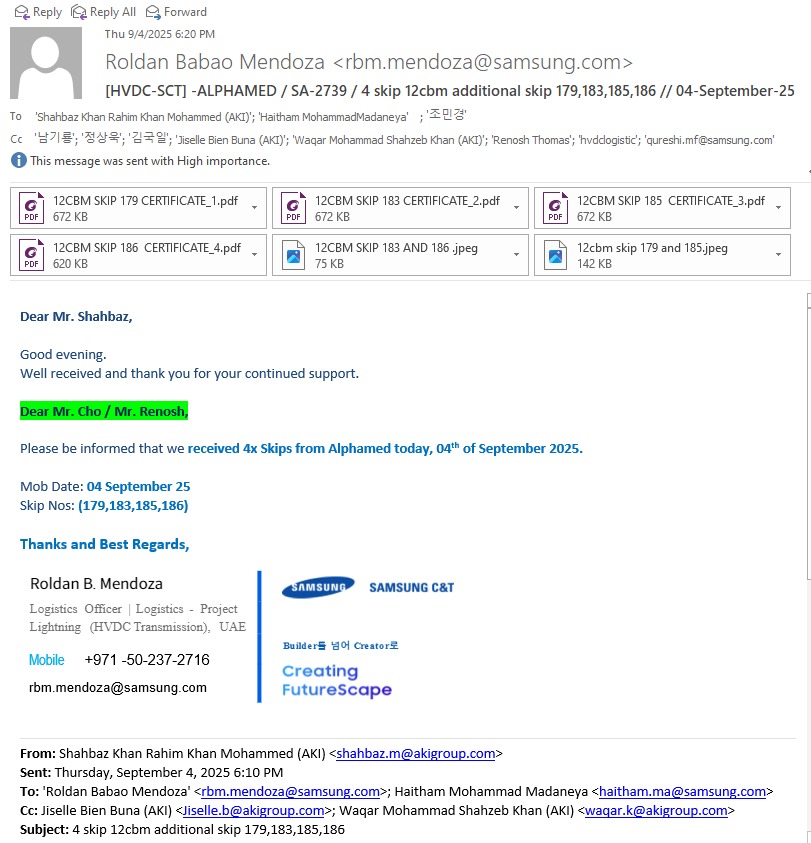 Reply Reply All Forward
Thu 9/4/2025 6:20 PM
Roldan Babao Mendoza <rbm.mendoza@samsung.com>
[HVDC-SCT] -ALPHAMED / SA-2739 / 4 skip 12cbm additional skip 179,183,185,186 // 04-September-25
To 'Shahbaz Khan Rahim Khan Mohammed (AKI)'; 'Haitham MohammadMadaneya' ; '조민경'
Cc '남기룡'; '정상욱'; '김국일'; 'Jiselle Bien Buna (AKI)'; 'Waqar Mohammad Shahzeb Khan (AKI)'; 'Renosh Thomas'; 'hvdclogistic'; 'qureshi.mf@samsung.com'
This message was sent with High importance.
12CBM SKIP 179 CERTIFICATE_1.pdf
672 KB
12CBM SKIP 183 CERTIFICATE_2.pdf
672 KB
12CBM SKIP 185 CERTIFICATE_3.pdf
672 KB
12CBM SKIP 186 CERTIFICATE_4.pdf
620 KB
12CBM SKIP 183 AND 186 .jpeg
75 KB
12cbm skip 179 and 185.jpeg
142 KB
Dear Mr. Shahbaz,
Good evening.
Well received and thank you for your continued support.
Dear Mr. Cho / Mr. Renosh,
Please be informed that we received 4x Skips from Alphamed today, 04th of September 2025.
Mob Date: 04 September 25
Skip Nos: (179,183,185,186)
Thanks and Best Regards,
Roldan B. Mendoza
Logistics Officer | Logistics - Project
Lightning (HVDC Transmission), UAE
Mobile +971 -50-237-2716
rbm.mendoza@samsung.com
SAMSUNG SAMSUNG C&T
Builder를 넘어 Creator로
Creating
FutureScape
From: Shahbaz Khan Rahim Khan Mohammed (AKI) <shahbaz.m@akigroup.com>
Sent: Thursday, September 4, 2025 6:10 PM
To: 'Roldan Babao Mendoza' <rbm.mendoza@samsung.com>; Haitham Mohammad Madaneya <haitham.ma@samsung.com>
Cc: Jiselle Bien Buna (AKI) <Jiselle.b@akigroup.com>; Waqar Mohammad Shahzeb Khan (AKI) <waqar.k@akigroup.com>
Subject: 4 skip 12cbm additional skip 179,183,185,186